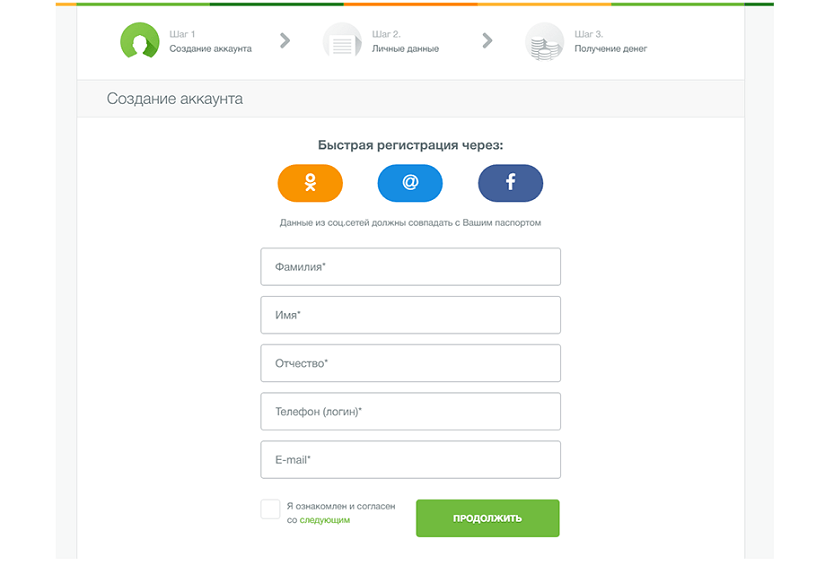 Шаг 1
Создание аккаунта
Шаг 2.
Личные данные
Шаг 3.
Получение денег
Создание аккаунта
Быстрая регистрация через:
@
f
Данные из соц.сетей должны совпадать с Вашим паспортом
Фамилия*
Имя*
Отчество*
Телефон (логин)*
E-mail*
Я ознакомлен и согласен
со следующим
ПРОДОЛЖИТЬ